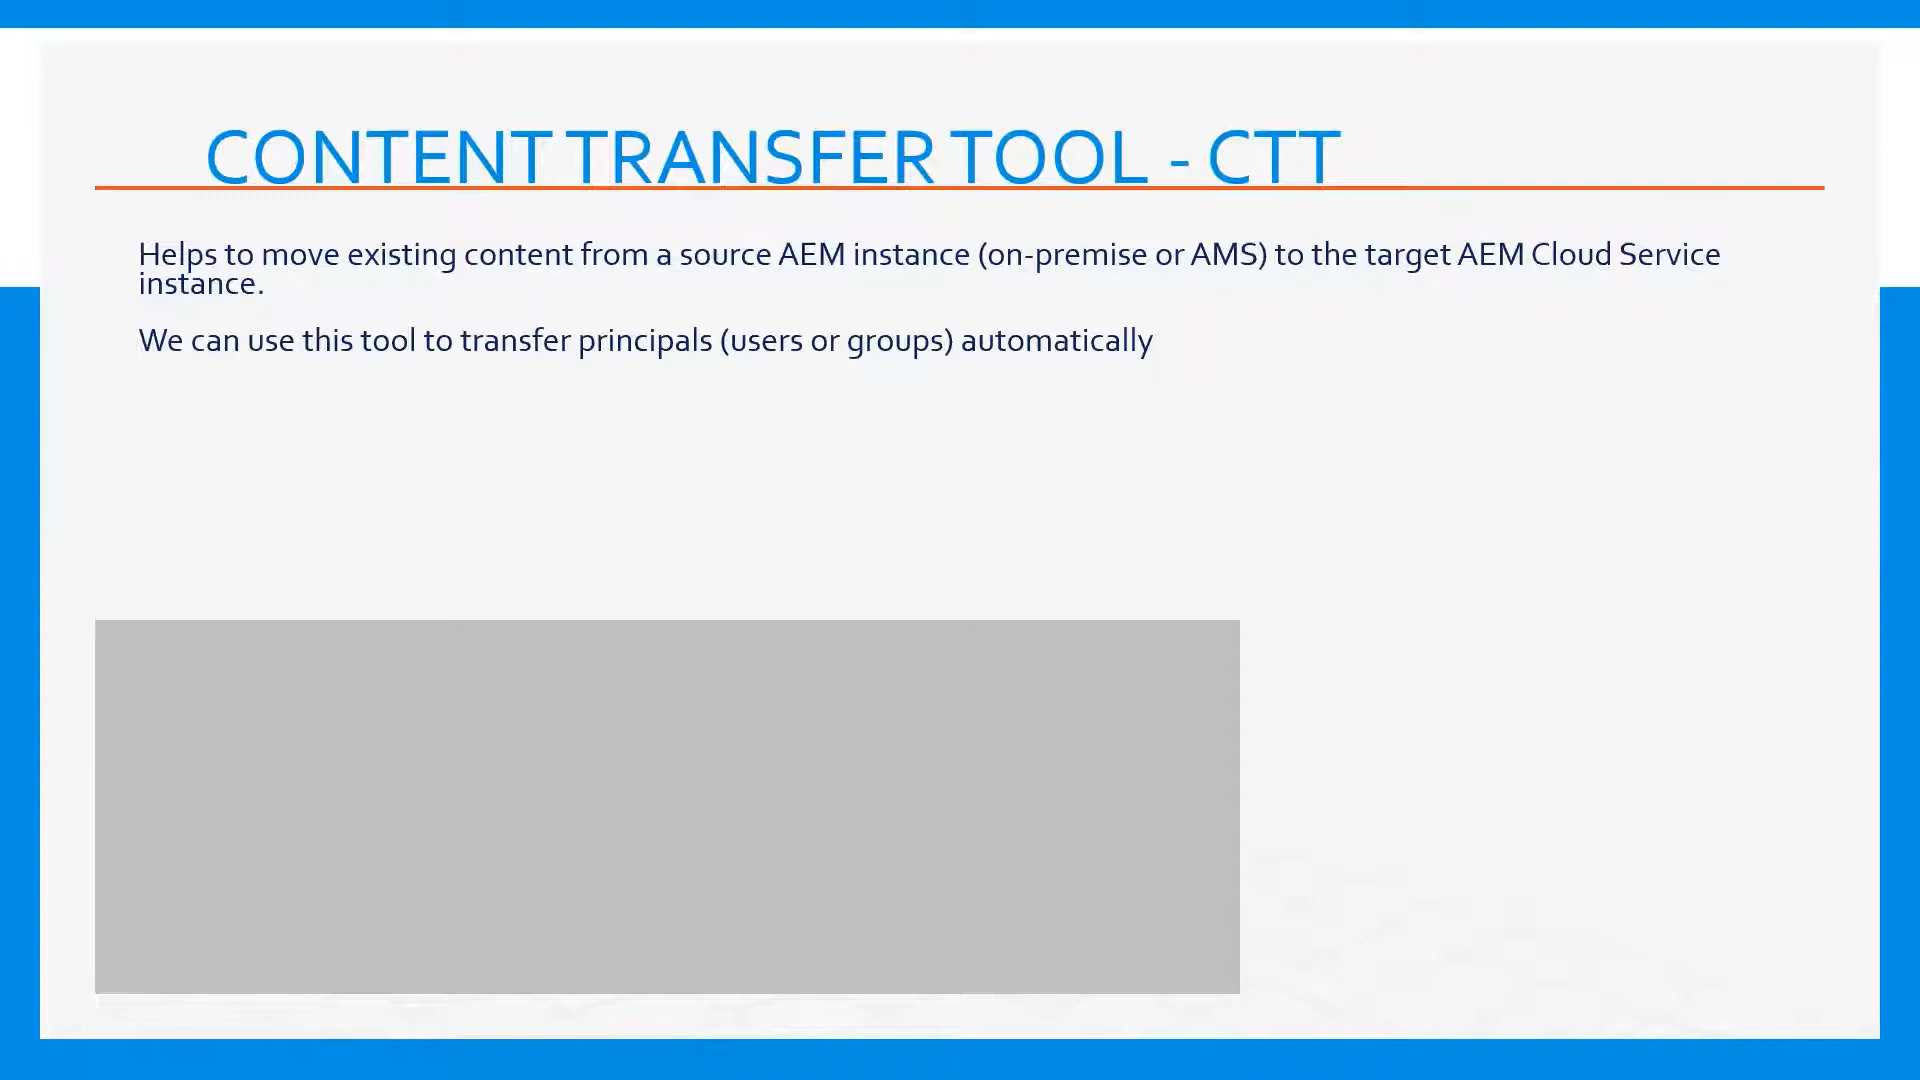 CONTENT TRANSFER TOOL - CTT
Helps to move existing content from a source AEM instance (on-premise or AMS) to the target AEM Cloud Service
instance.
We can use this tool to transfer principals (users or groups) automatically